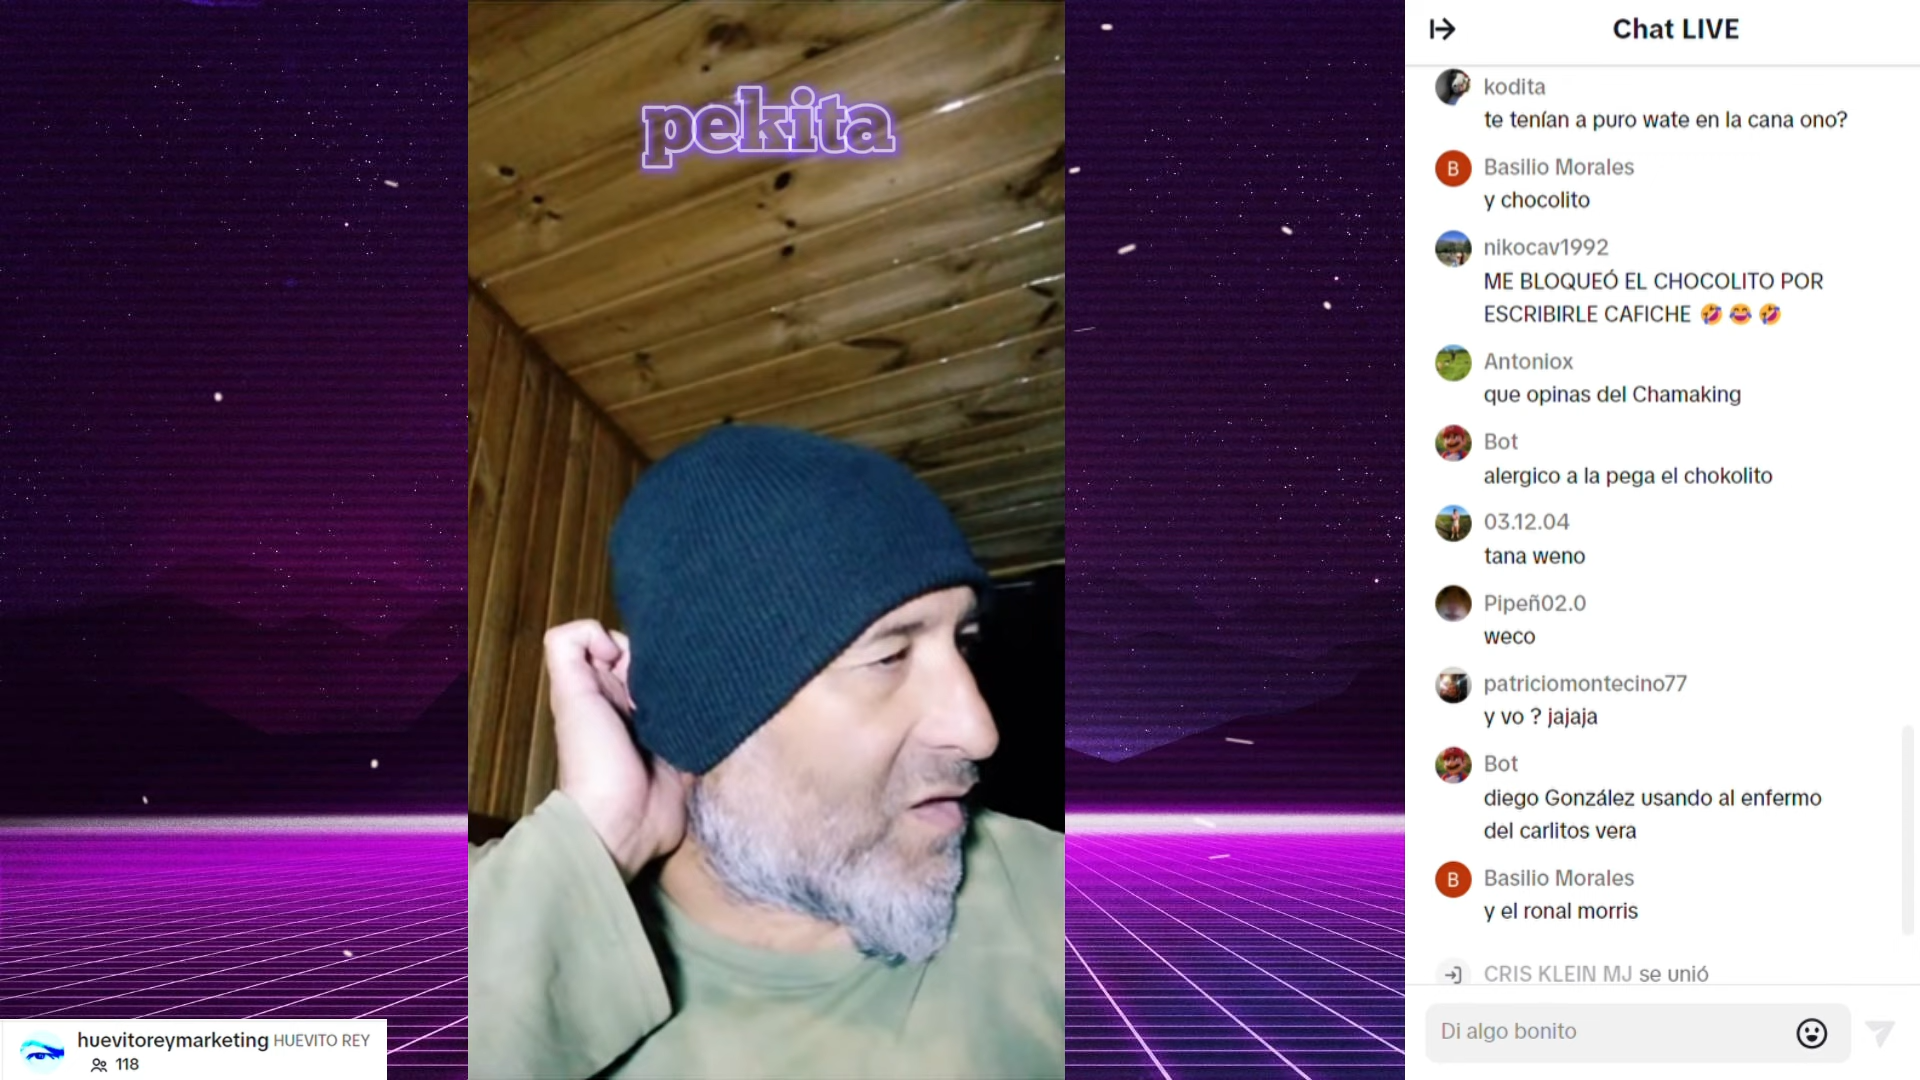 pekita
Chat LIVE
kodita
te tenían a puro wate en la cana ono?
B
Basilio Morales
y chocolito
nikocav1992
ME BLOQUEÓ EL CHOCOLITO POR
ESCRIBIRLE CAFICHE 🤣 😂 🤣
Antoniox
que opinas del Chamaking
Bot
alergico a la pega el chokolito
03.12.04
tana weno
Pipeñ02.0
weco
patriciomontecino77
y vo ? jajaja
Bot
diego González usando al enfermo
del carlitos vera
B
Basilio Morales
y el ronal morris
CRIS KLEIN MJ se unió
Di algo bonito
huevitoreymarketing HUEVITO REY
118